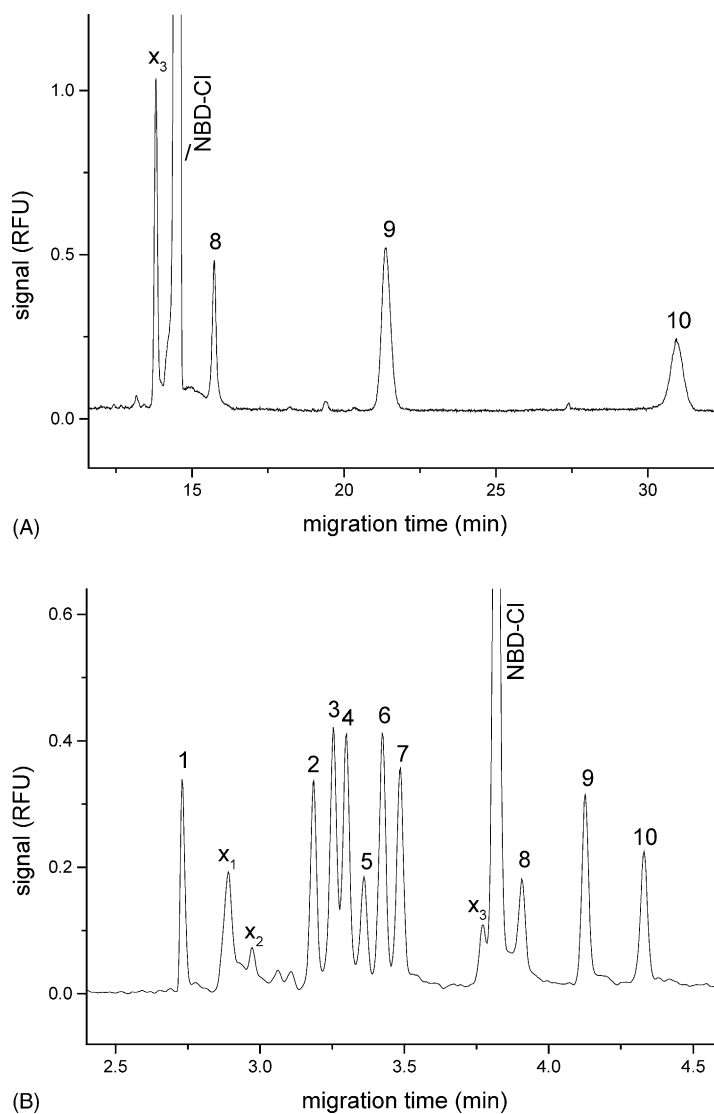 x₃
NBD-Cl
8
9
10
1.0
0.5
0.0
signal (RFU)
15
20
25
30
migration time (min)
(A)
NBD-Cl
0.6
0.4
0.2
0.0
signal (RFU)
1
x₁
x₂
2
3
4
5
6
7
x₃
8
9
10
2.5
3.0
3.5
4.0
4.5
migration time (min)
(B)